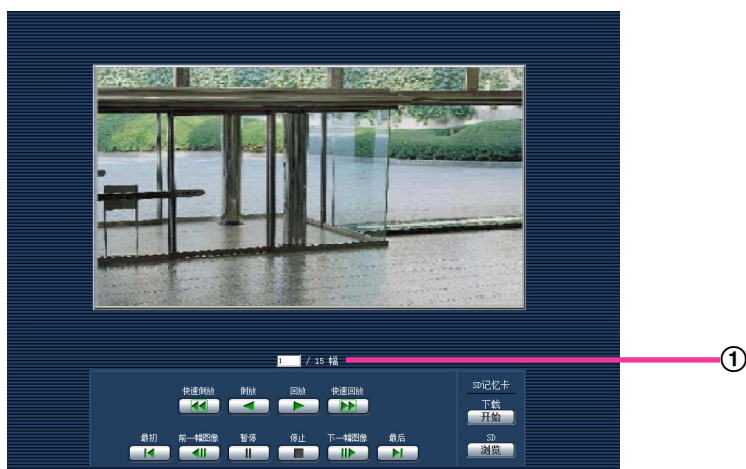 1 / 15 幅
①
快速倒放 倒放 回放 快速回放
最初 前一幅图像 暂停 停止 下一幅图像 最后
SD记忆卡
下载
开始
SD
浏览